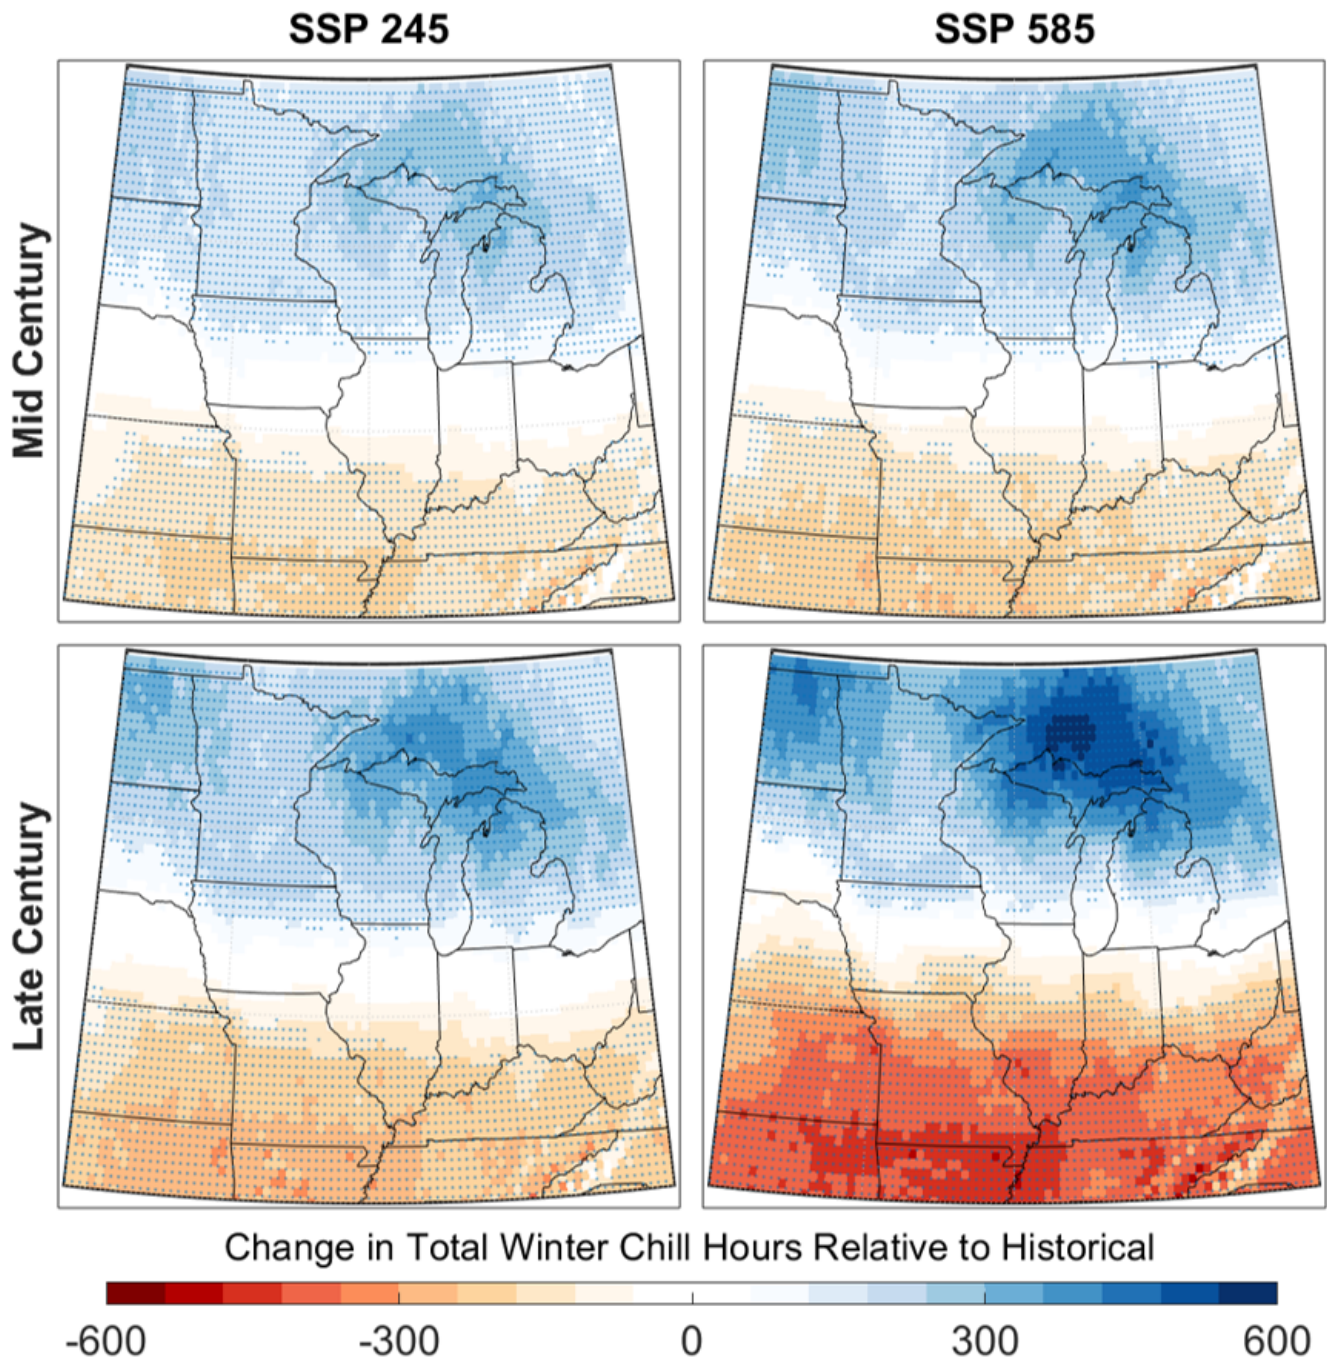 SSP 245
SSP 585
Mid Century
Late Century
Change in Total Winter Chill Hours Relative to Historical
-600
-300
0
300
600